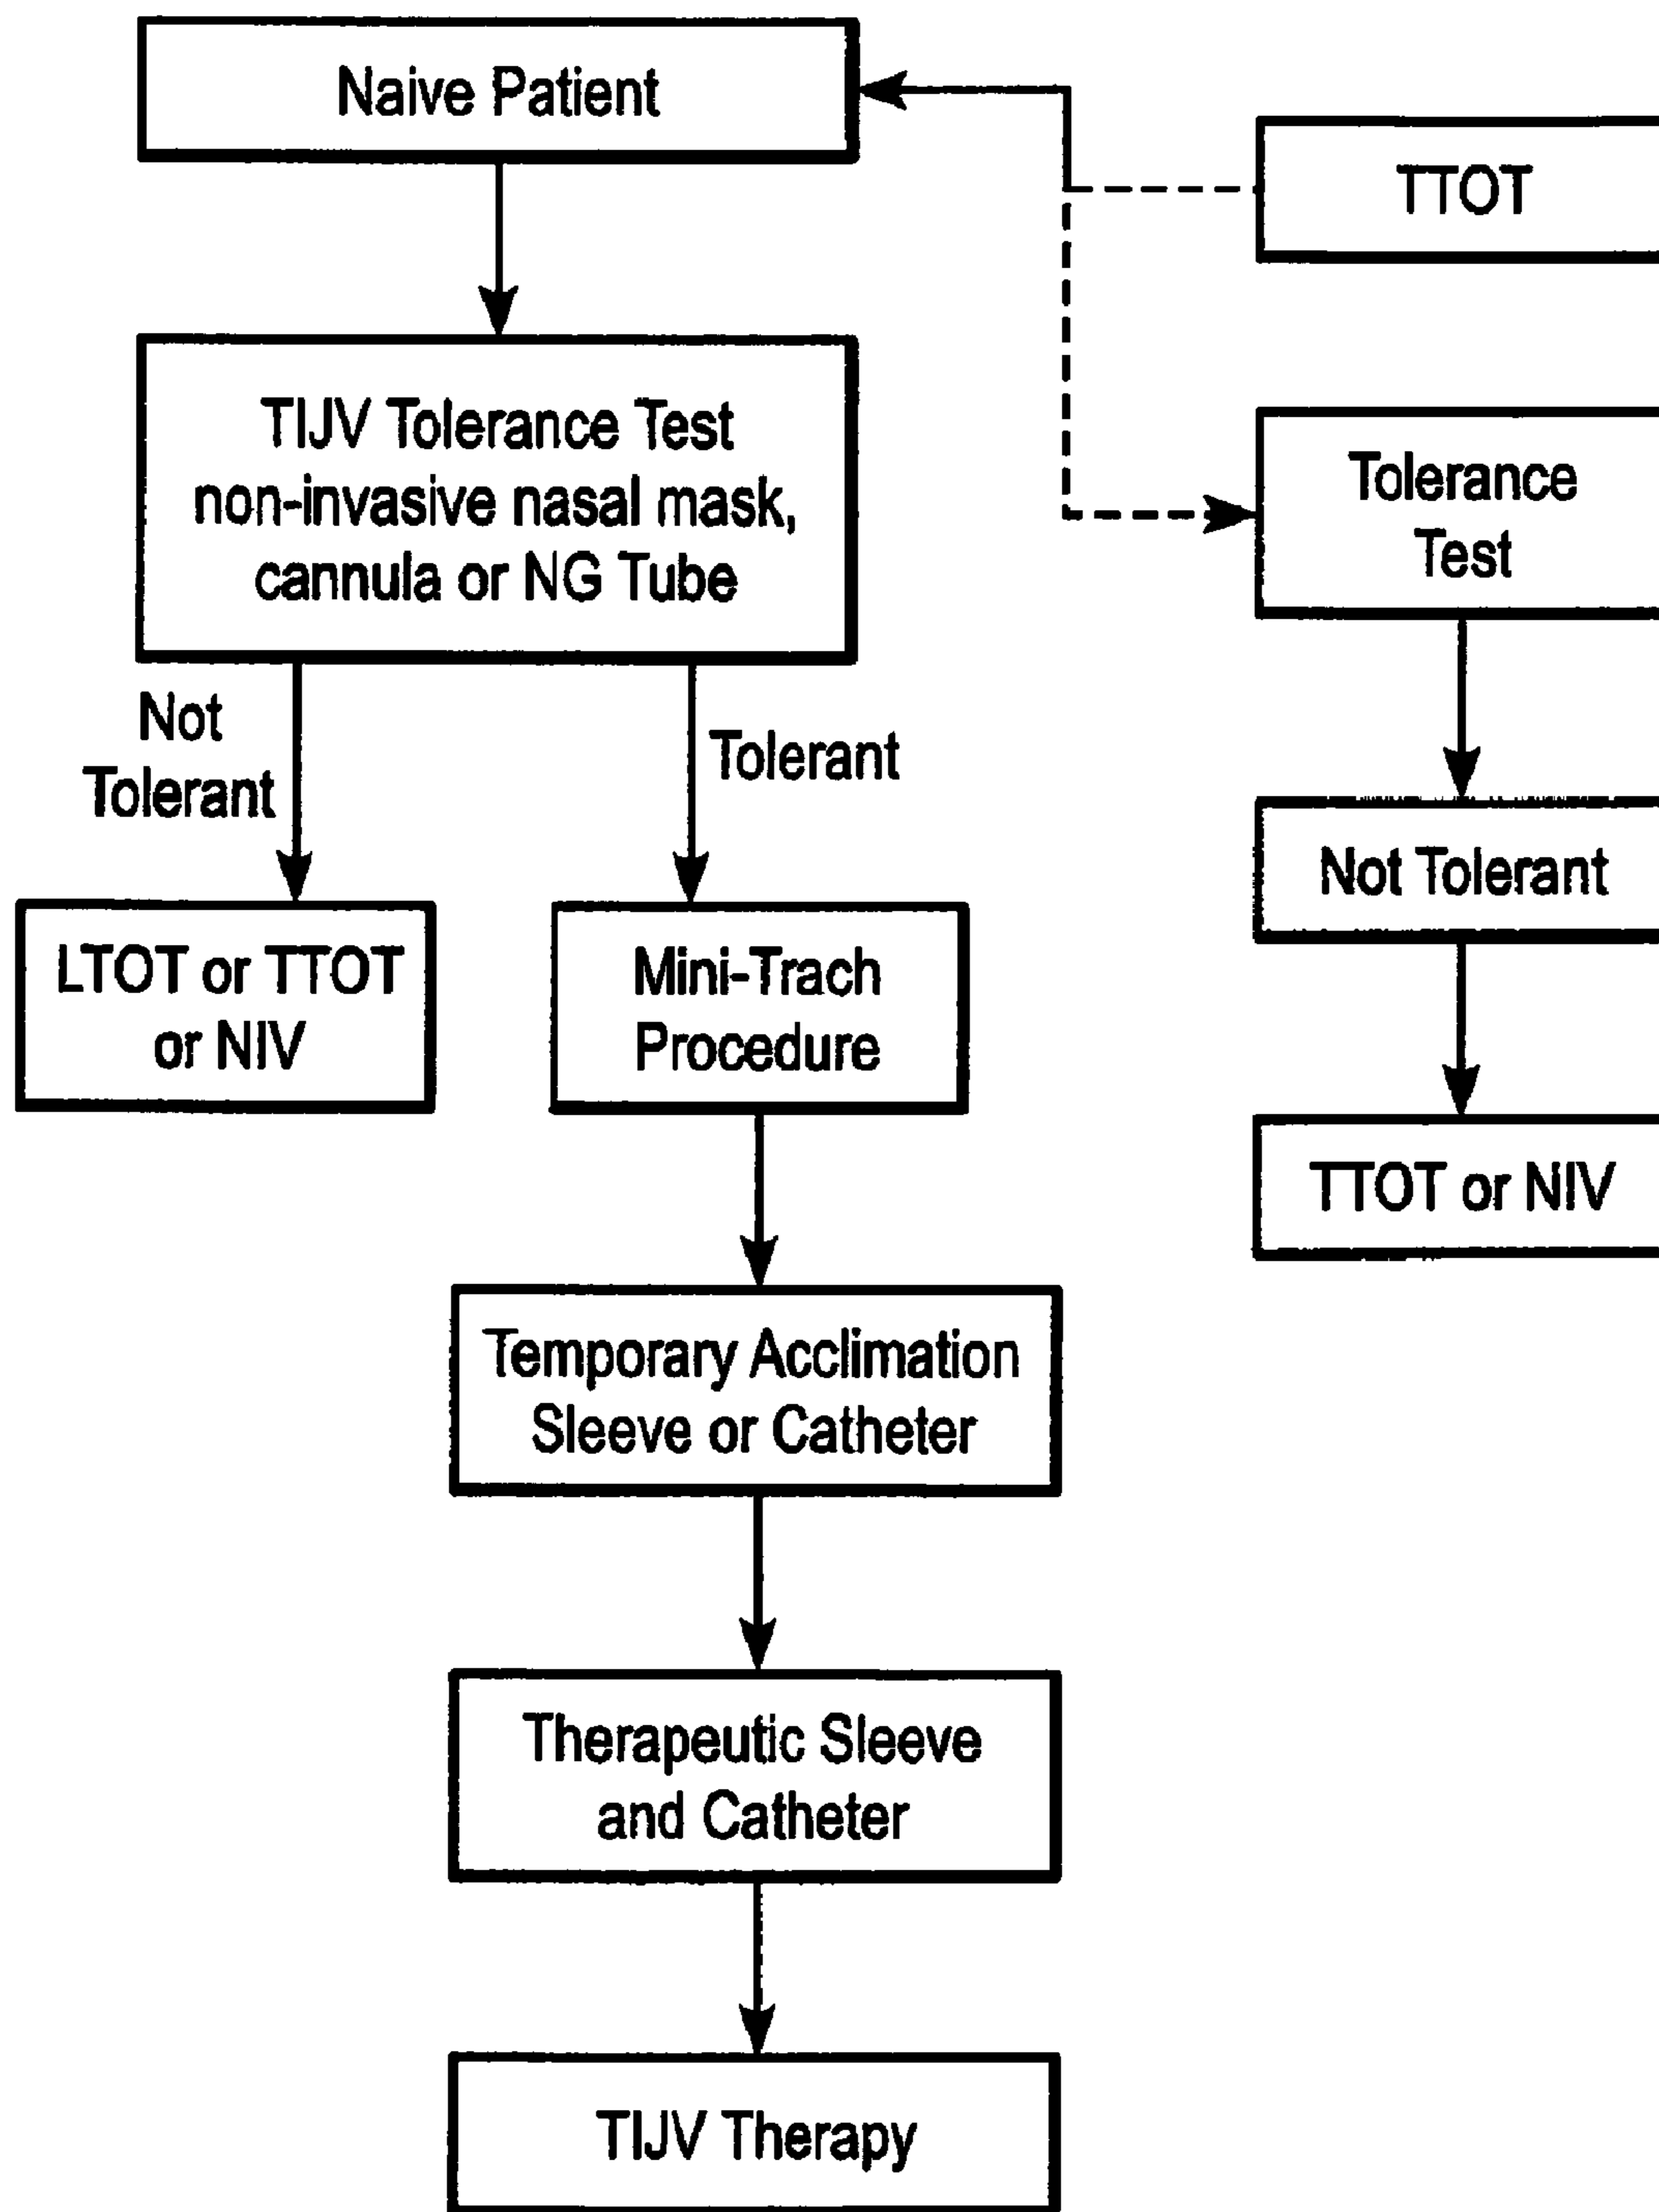 Naive Patient
TTOT
TIJV Tolerance Test
non-invasive nasal mask,
cannula or NG Tube
Tolerance
Test
Not
Tolerant
Tolerant
Not Tolerant
LTOT or TTOT
or NIV
Mini-Trach
Procedure
TTOT or NIV
Temporary Acclimation
Sleeve or Catheter
Therapeutic Sleeve
and Catheter
TIJV Therapy